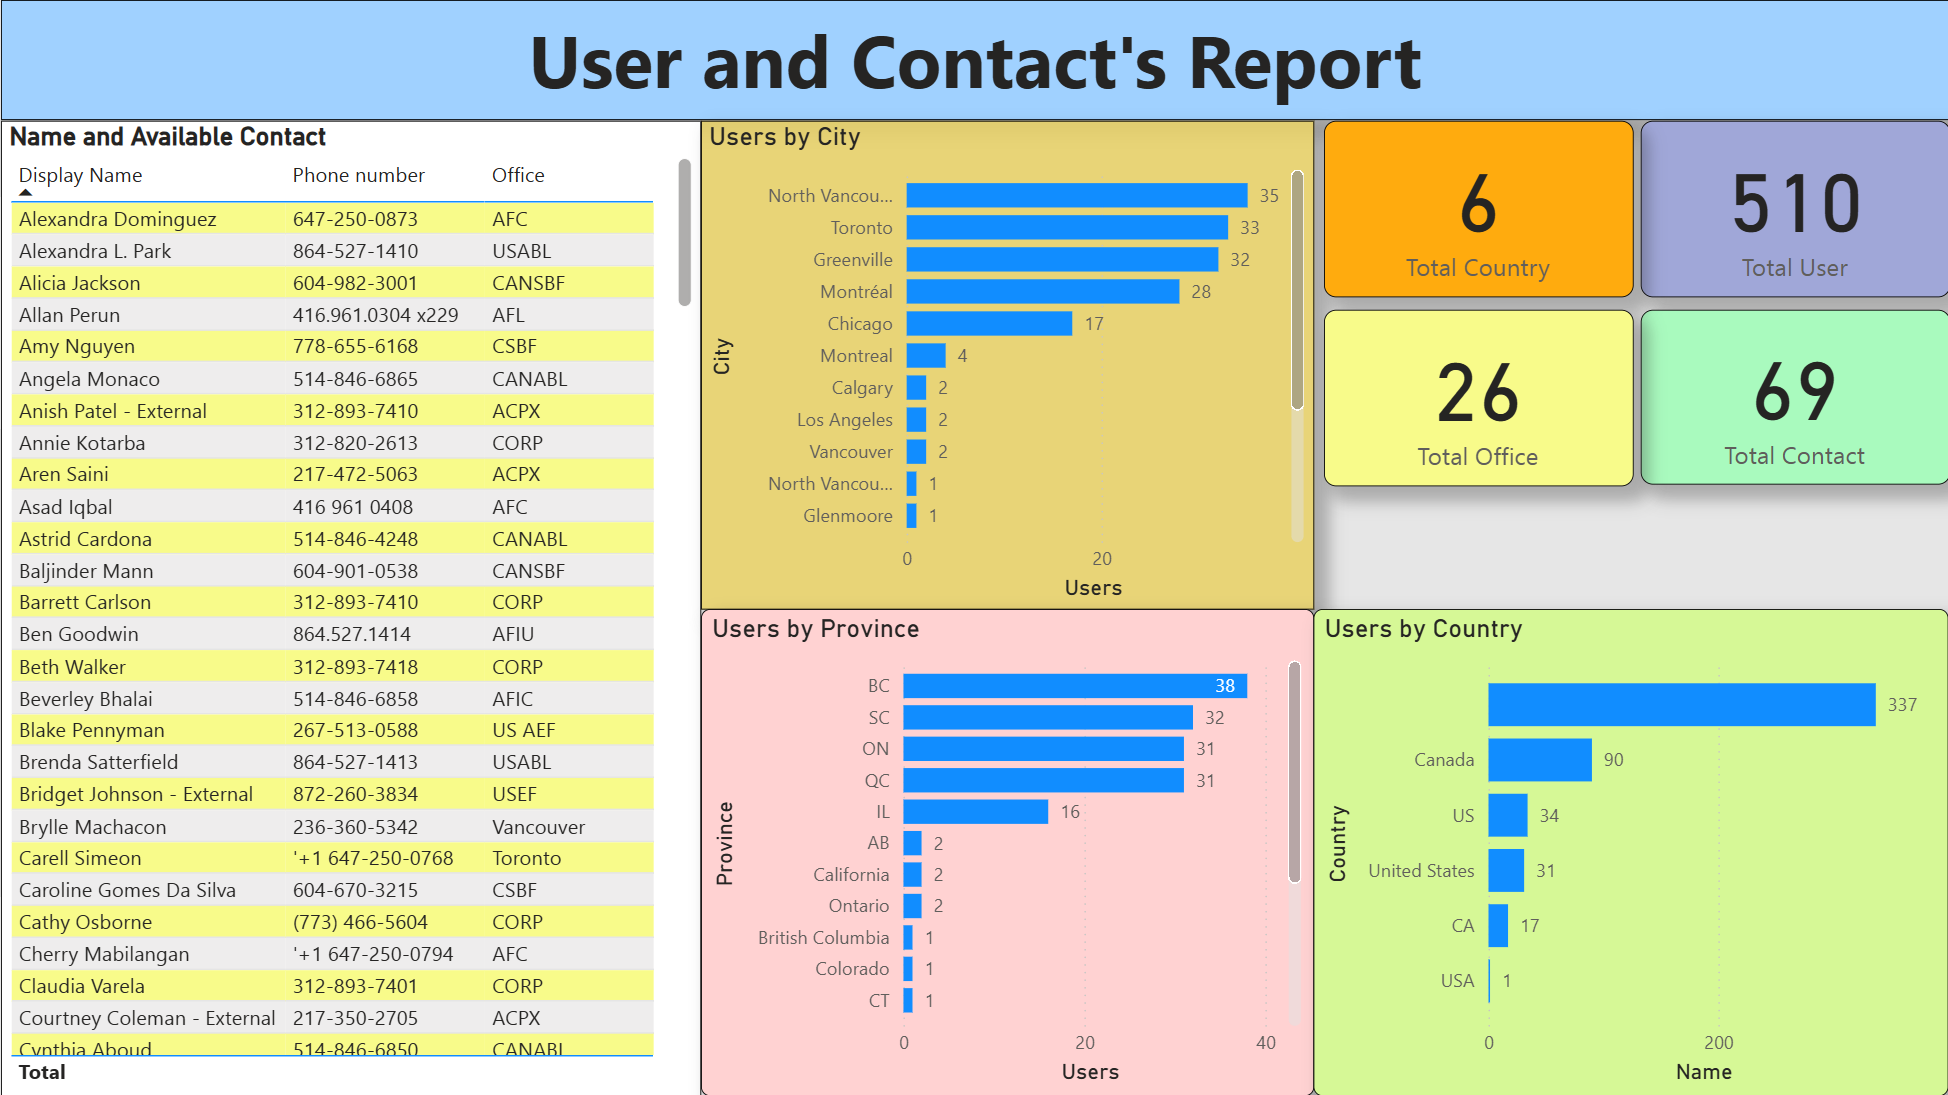 User and Contact's Report
Name and Available Contact
Display Name Phone number Office
Alexandra Dominguez 647-250-0873 AFC
Alexandra L. Park 864-527-1410 USABL
Alicia Jackson 604-982-3001 CANSBF
Allan Perun 416.961.0304 x229 AFL
Amy Nguyen 778-655-6168 CSBF
Angela Monaco 514-846-6865 CANABL
Anish Patel - External 312-893-7410 ACPX
Annie Kotarba 312-820-2613 CORP
Aren Saini 217-472-5063 ACPX
Asad Iqbal 416 961 0408 AFC
Astrid Cardona 514-846-4248 CANABL
Baljinder Mann 604-901-0538 CANSBF
Barrett Carlson 312-893-7410 CORP
Ben Goodwin 864.527.1414 AFIU
Beth Walker 312-893-7418 CORP
Beverley Bhalai 514-846-6858 AFIC
Blake Pennyman 267-513-0588 US AEF
Brenda Satterfield 864-527-1413 USABL
Bridget Johnson - External 872-260-3834 USEF
Brylle Machacon 236-360-5342 Vancouver
Carell Simeon '+1 647-250-0768 Toronto
Caroline Gomes Da Silva 604-670-3215 CSBF
Cathy Osborne (773) 466-5604 CORP
Cherry Mabilangan '+1 647-250-0794 AFC
Claudia Varela 312-893-7401 CORP
Courtney Coleman - External 217-350-2705 ACPX
Cynthia Aboud 514-846-6850 CANABL
Total
Users by City
City
North Vancou... 35
Toronto 33
Greenville 32
Montréal 28
Chicago 17
Montreal 4
Calgary 2
Los Angeles 2
Vancouver 2
North Vancou... 1
Glenmoore 1
0 20
Users
6
Total Country
510
Total User
26
Total Office
69
Total Contact
Users by Province
Province
BC 38
SC 32
ON 31
QC 31
IL 16
AB 2
California 2
Ontario 2
British Columbia 1
Colorado 1
CT 1
0 20 40
Users
Users by Country
Country
337
Canada 90
US 34
United States 31
CA 17
USA 1
0 200
Name